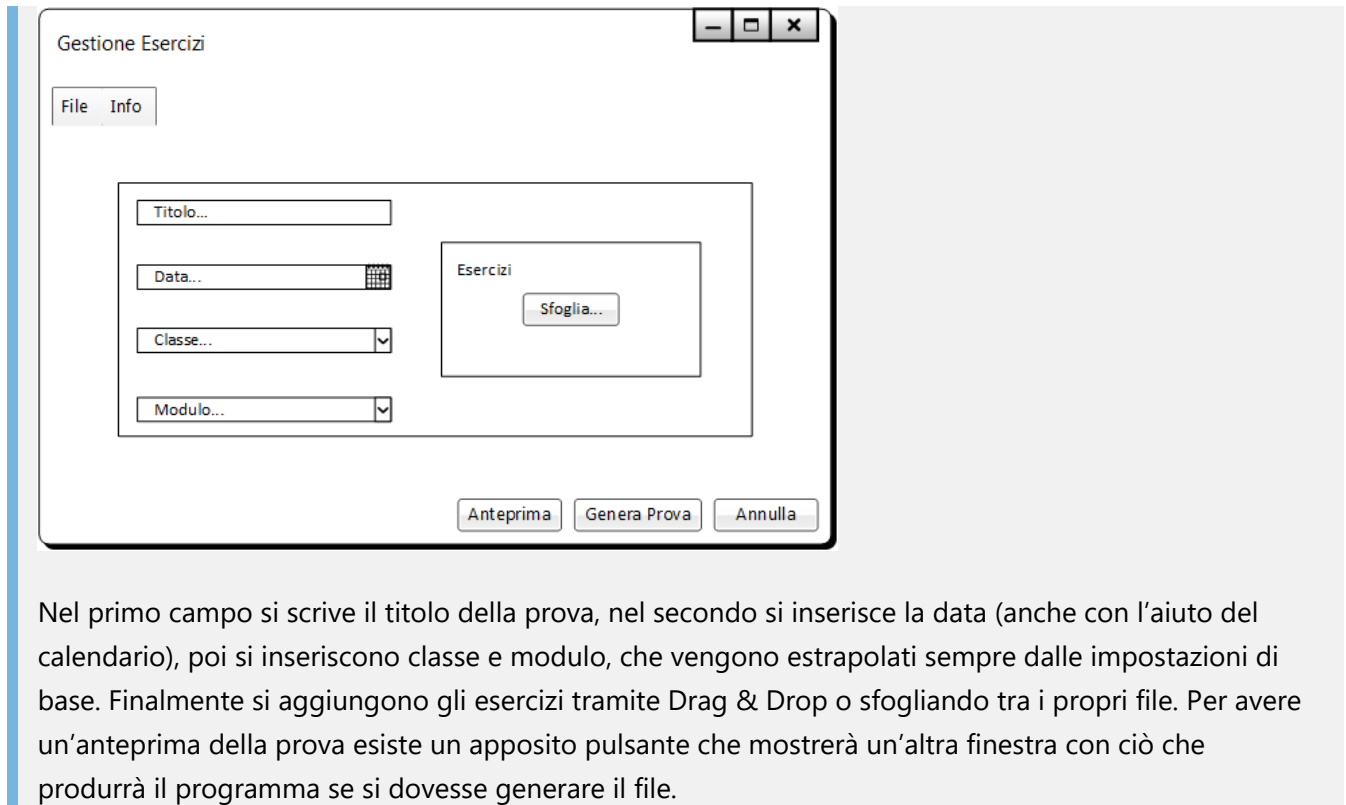 Gestione Esercizi
File Info
Titolo...
Data...
Esercizi
Sfoglia...
Classe...
Modulo...
Anteprima Genera Prova Annulla
Nel primo campo si scrive il titolo della prova, nel secondo si inserisce la data (anche con l’aiuto del
calendario), poi si inseriscono classe e modulo, che vengono estrapolati sempre dalle impostazioni di
base. Finalmente si aggiungono gli esercizi tramite Drag & Drop o sfogliando tra i propri file. Per avere
un’anteprima della prova esiste un apposito pulsante che mostrerà un’altra finestra con ciò che
produrrà il programma se si dovesse generare il file.